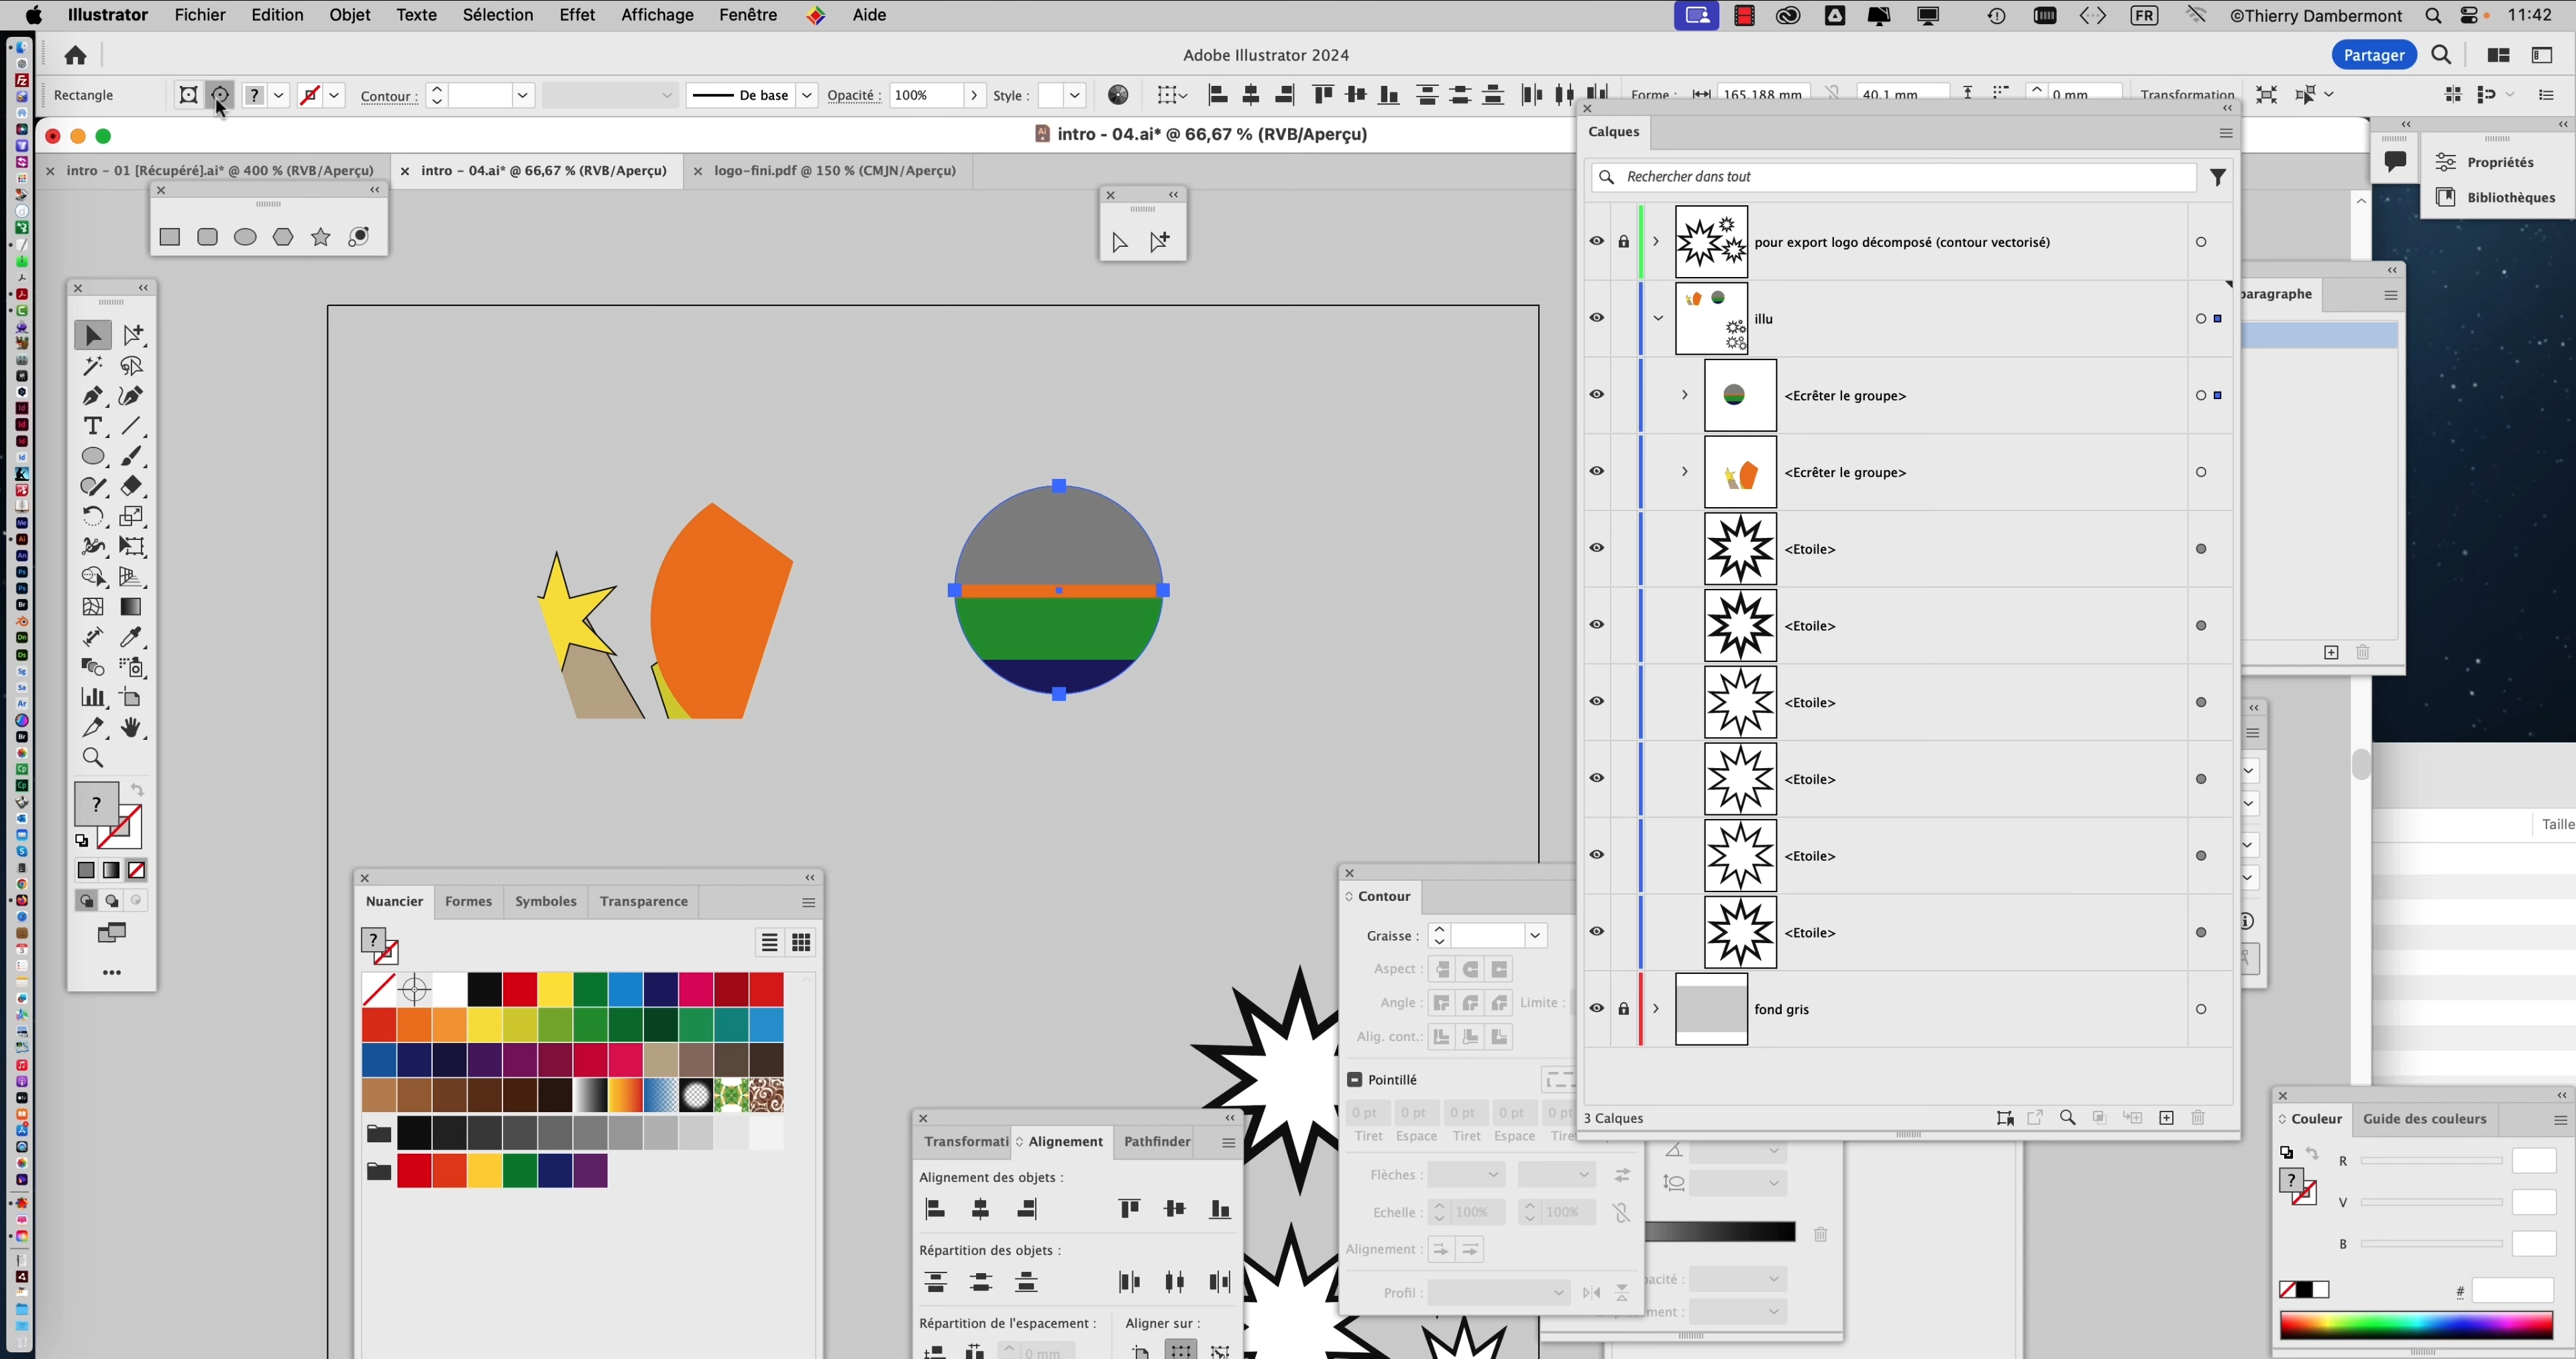 Illustrator Fichier Edition Objet Texte Sélection Effet Affichage Fenêtre Aide FR ©Thierry Dambermont 11:42
Adobe Illustrator 2024 Partager
Rectangle ? Contour : De base Opacité : 100% Style : Forme : 165,188 mm 40,1 mm 0 mm Transformation
intro - 04.ai* @ 66,67 % (RVB/Aperçu)
intro - 01 [Récupéré].ai* @ 400 % (RVB/Aperçu) intro - 04.ai* @ 66,67 % (RVB/Aperçu) logo-fini.pdf @ 150 % (CMJN/Aperçu)
Calques
Rechercher dans tout
Propriétés
Bibliothèques
pour export logo décomposé (contour vectorisé)
paragraphe
illu
<Ecrêter le groupe>
<Ecrêter le groupe>
<Etoile>
<Etoile>
<Etoile>
<Etoile>
<Etoile>
<Etoile>
fond gris
3 Calques
?
Nuancier Formes Symboles Transparence
?
Contour
Graisse :
Aspect :
Angle : Limite :
Alig. cont.:
Pointillé
0 pt 0 pt 0 pt 0 pt 0 pt
Tiret Espace Tiret Espace Tire
Flèches :
Echelle : 100% 100%
Alignement :
Profil :
acité :
ment :
Transformati Alignement Pathfinder
Alignement des objets :
Répartition des objets :
Répartition de l'espacement : Aligner sur :
0 mm
Taille
Couleur Guide des couleurs
?
R
V
B
#